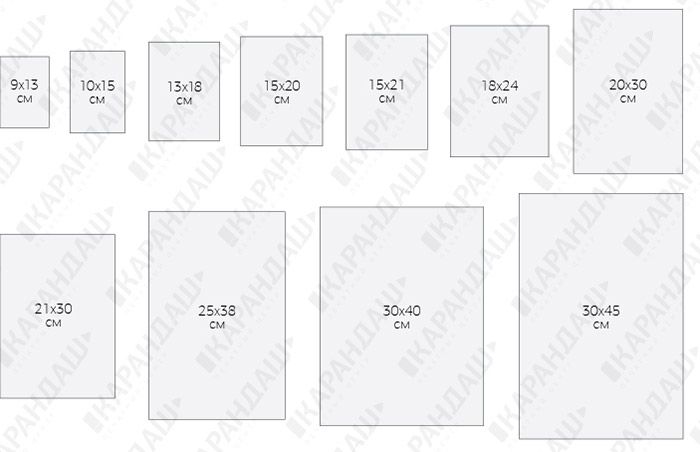 9x13
см
10x15
см
13x18
см
15x20
см
15x21
см
18x24
см
20x30
см
21x30
см
25x38
см
30x40
см
30x45
см
КАРАНДАШ